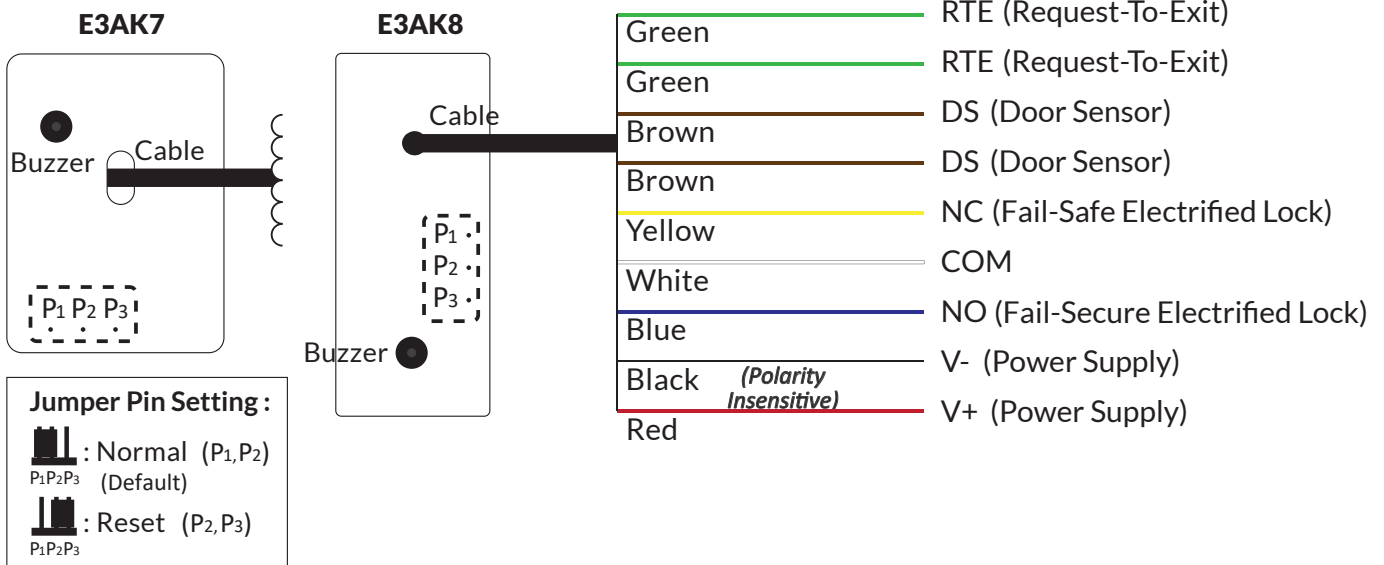 E3AK7
Buzzer
Cable
P1 P2 P3
E3AK8
Cable
P1
P2
P3
Buzzer
Green
RTE (Request-To-Exit)
Green
RTE (Request-To-Exit)
Brown
DS (Door Sensor)
Brown
DS (Door Sensor)
Yellow
NC (Fail-Safe Electrified Lock)
White
COM
Blue
NO (Fail-Secure Electrified Lock)
Black
(Polarity
Insensitive)
V- (Power Supply)
Red
V+ (Power Supply)
Jumper Pin Setting :
: Normal (P1,P2)
P1P2P3 (Default)
: Reset (P2,P3)
P1P2P3